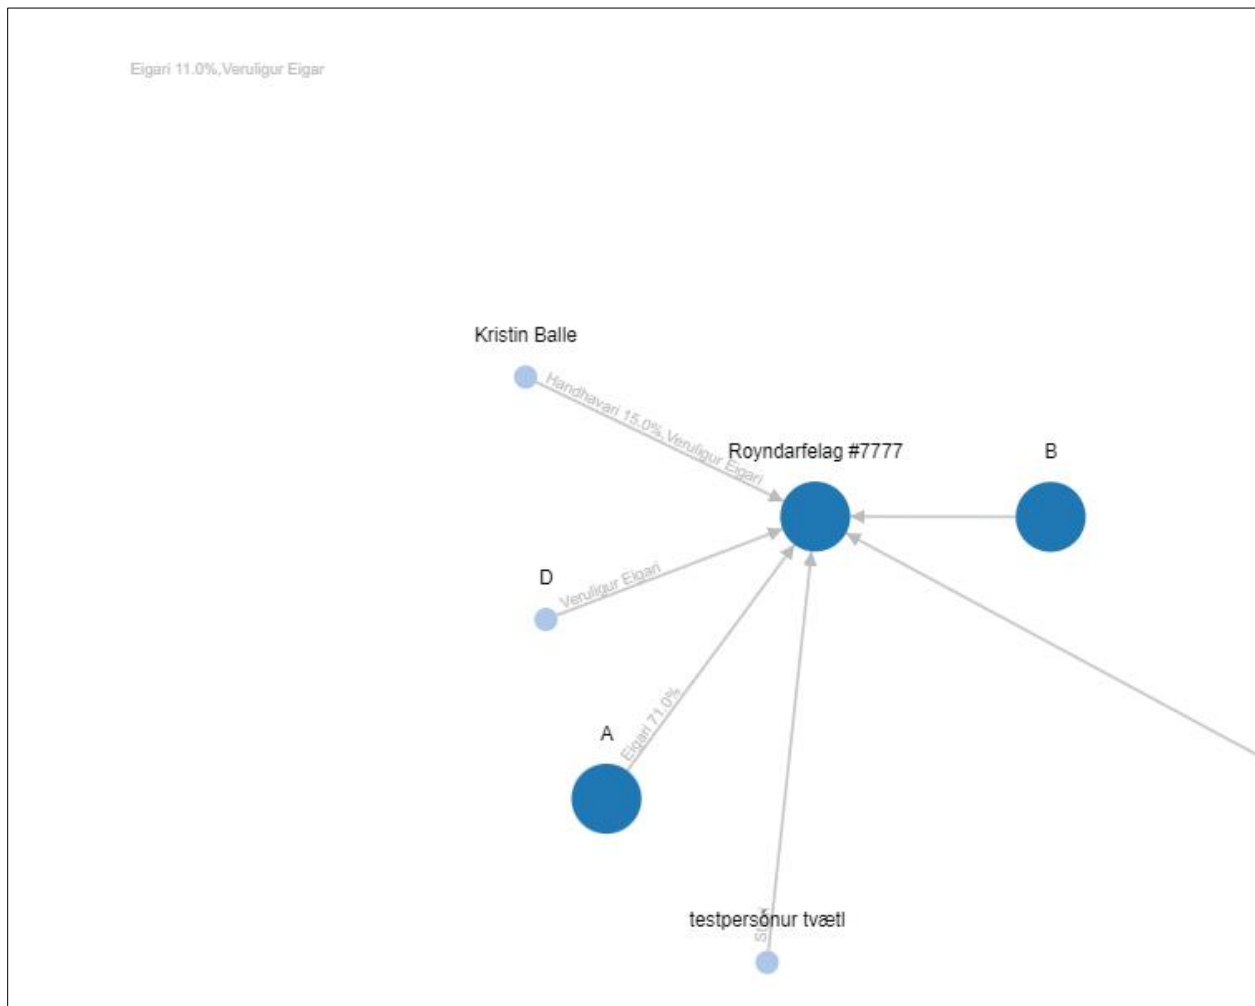 Eigari 11.0%,Veruligur Eigar
Kristin Balle
Handhavari 15.0%,Veruligur Eigari
Royndarfelag #7777
B
D
Veruligur Eigari
A
Eigari 71.0%
testpersónur tvætl